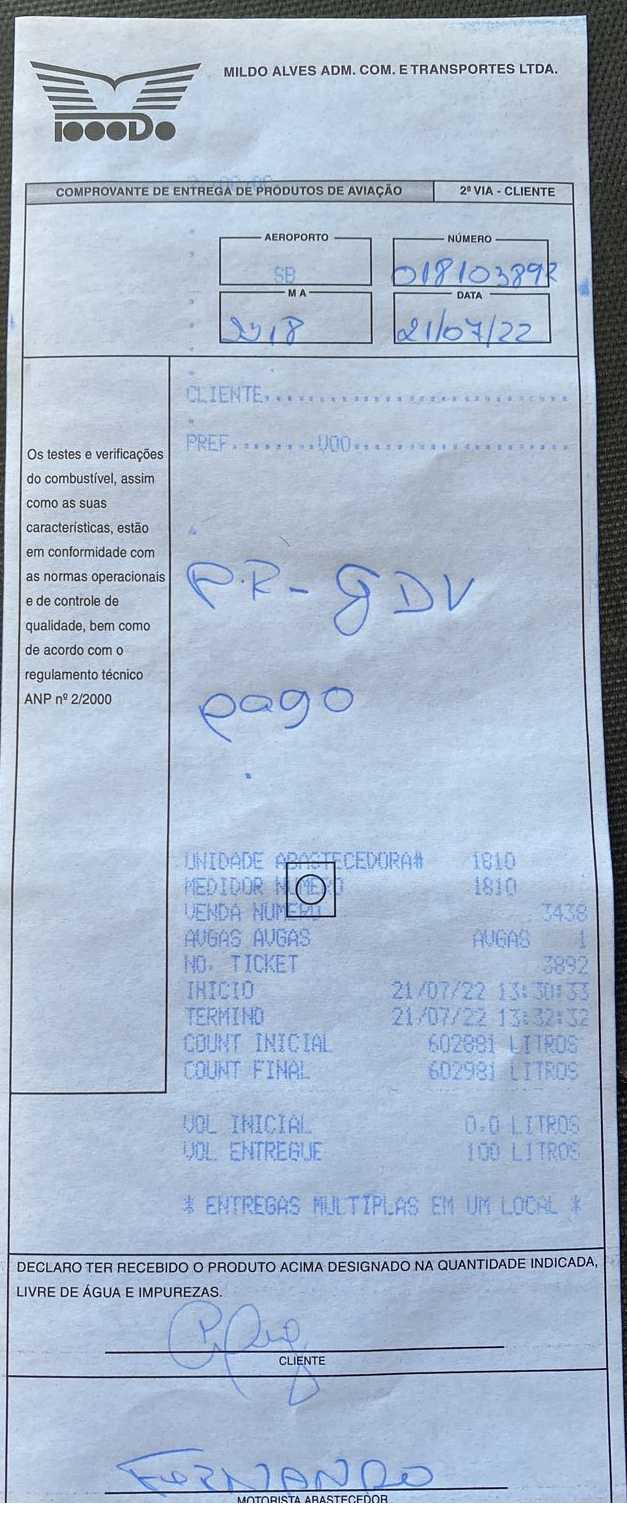 MILDO ALVES ADM. COM. E TRANSPORTES LTDA.
1000Do
COMPROVANTE DE ENTREGA DE PRODUTOS DE AVIAÇÃO
2ª VIA - CLIENTE
AEROPORTO
SB
NÚMERO
018103892
M A
2018
DATA
21/07/22
CLIENTE
PREF. VOO
Os testes e verificações
do combustível, assim
como as suas
características, estão
em conformidade com
as normas operacionais
e de controle de
qualidade, bem como
de acordo com o
regulamento técnico
ANP nº 2/2000
PR-GDV
pago
UNIDADE ABASTECEDORA# 1810
MEDIDOR NUMERO 1810
VENDA NUMERO 3438
AVGAS AVGAS AVGAS 1
NO. TICKET 3892
INICIO 21/07/22 13:30:33
TERMINO 21/07/22 13:32:32
COUNT INICIAL 602881 LITROS
COUNT FINAL 602981 LITROS
VOL INICIAL 0.0 LITROS
VOL ENTREGUE 100 LITROS
* ENTREGAS MULTIPLAS EM UM LOCAL *
DECLARO TER RECEBIDO O PRODUTO ACIMA DESIGNADO NA QUANTIDADE INDICADA,
LIVRE DE ÁGUA E IMPUREZAS.
CLIENTE
FERNANDO
MOTORISTA ABASTECEDOR